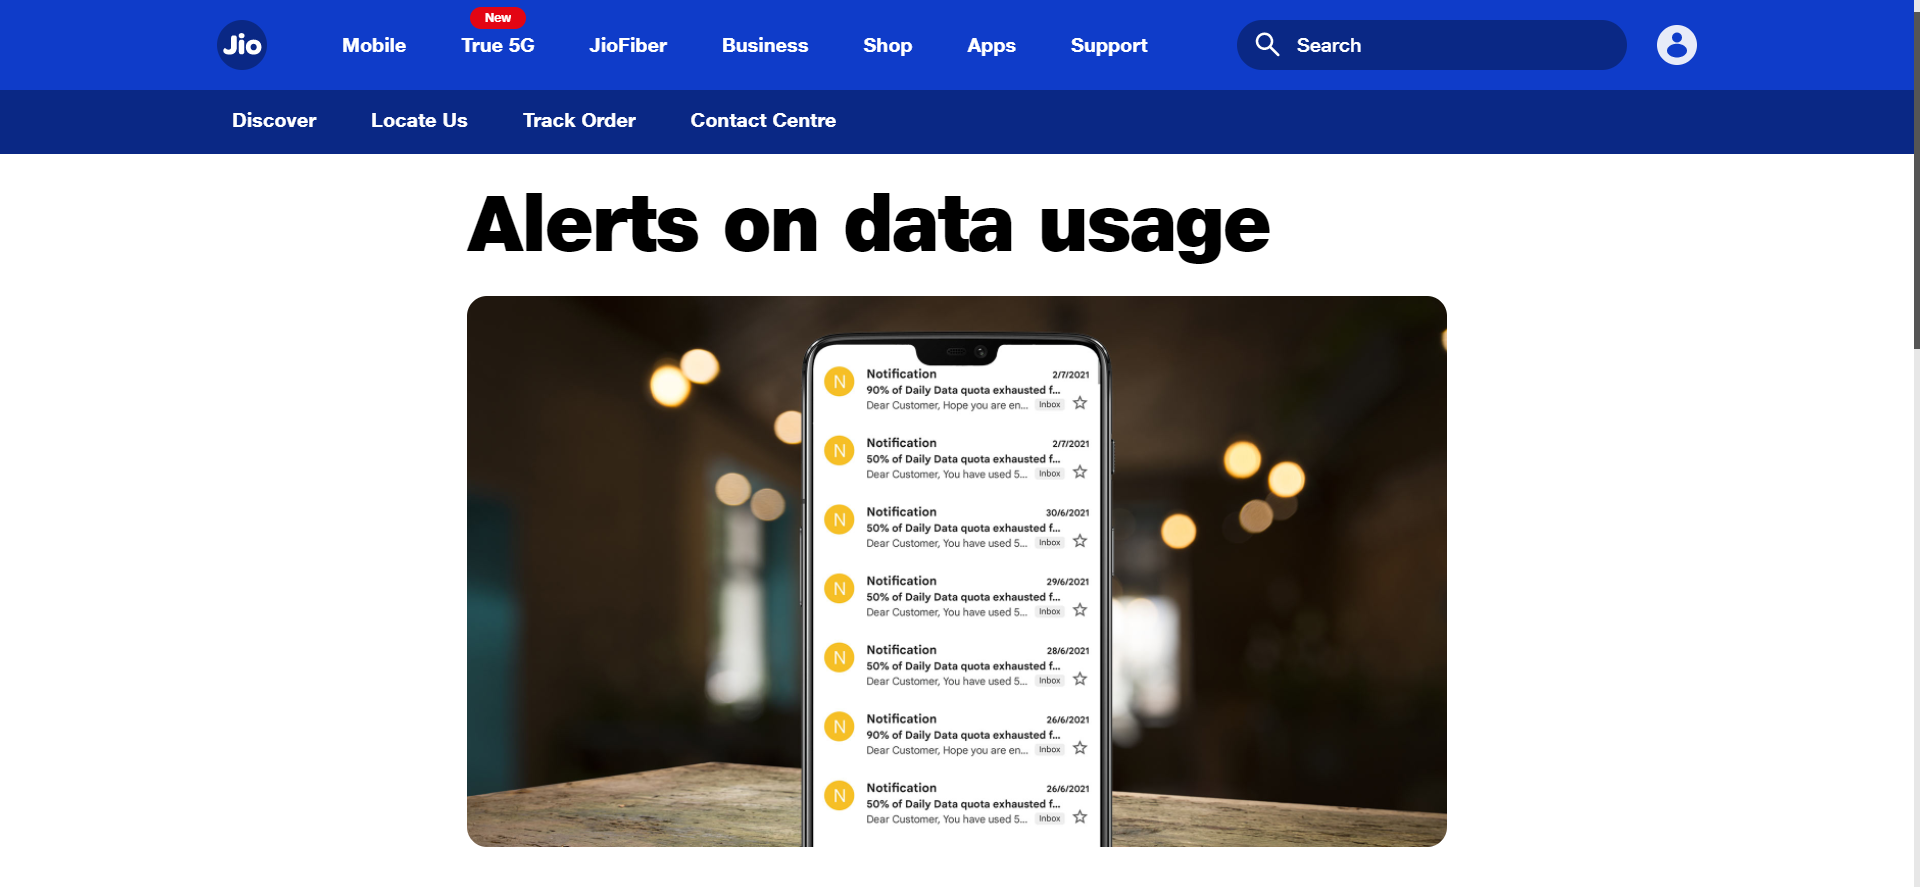 New
Jio Mobile True 5G JioFiber Business Shop Apps Support Search
Discover Locate Us Track Order Contact Centre
Alerts on data usage
N Notification 2/7/2021
90% of Daily Data quota exhausted f...
Dear Customer, Hope you are en... Inbox
N Notification 2/7/2021
50% of Daily Data quota exhausted f...
Dear Customer, You have used 5... Inbox
N Notification 30/6/2021
50% of Daily Data quota exhausted f...
Dear Customer, You have used 5... Inbox
N Notification 29/6/2021
50% of Daily Data quota exhausted f...
Dear Customer, You have used 5... Inbox
N Notification 28/6/2021
50% of Daily Data quota exhausted f...
Dear Customer, You have used 5... Inbox
N Notification 26/6/2021
90% of Daily Data quota exhausted f...
Dear Customer, Hope you are en... Inbox
N Notification 26/6/2021
50% of Daily Data quota exhausted f...
Dear Customer, You have used 5... Inbox